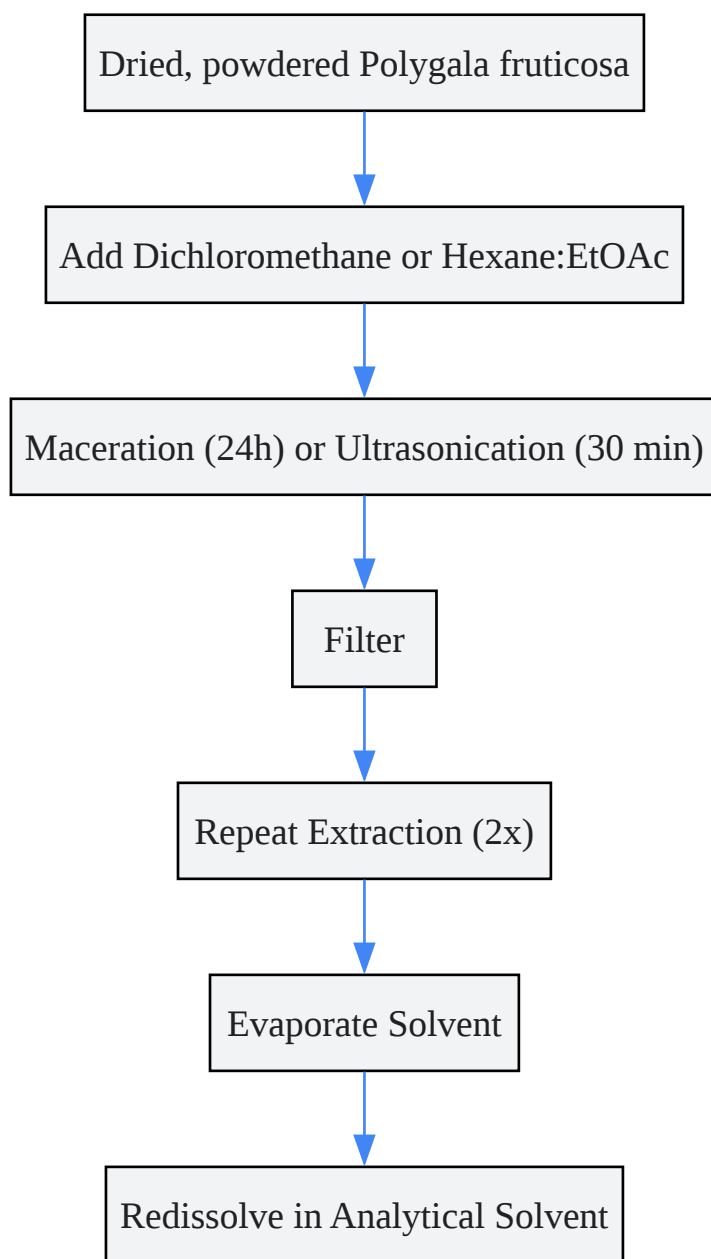 Dried, powdered Polygala fruticosa
Add Dichloromethane or Hexane:EtOAc
Maceration (24h) or Ultrasonication (30 min)
Filter
Repeat Extraction (2x)
Evaporate Solvent
Redissolve in Analytical Solvent